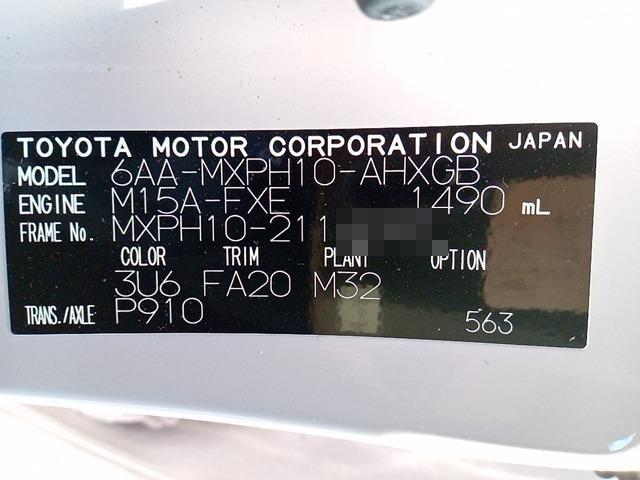 TOYOTA MOTOR CORPORATION JAPAN
MODEL 6AA-MXPH10-AHXGB
ENGINE M15A-FXE 1490 mL
FRAME No. MXPH10-211
COLOR TRIM PLANT OPTION
3U6 FA20 M32
TRANS./AXLE P910 563